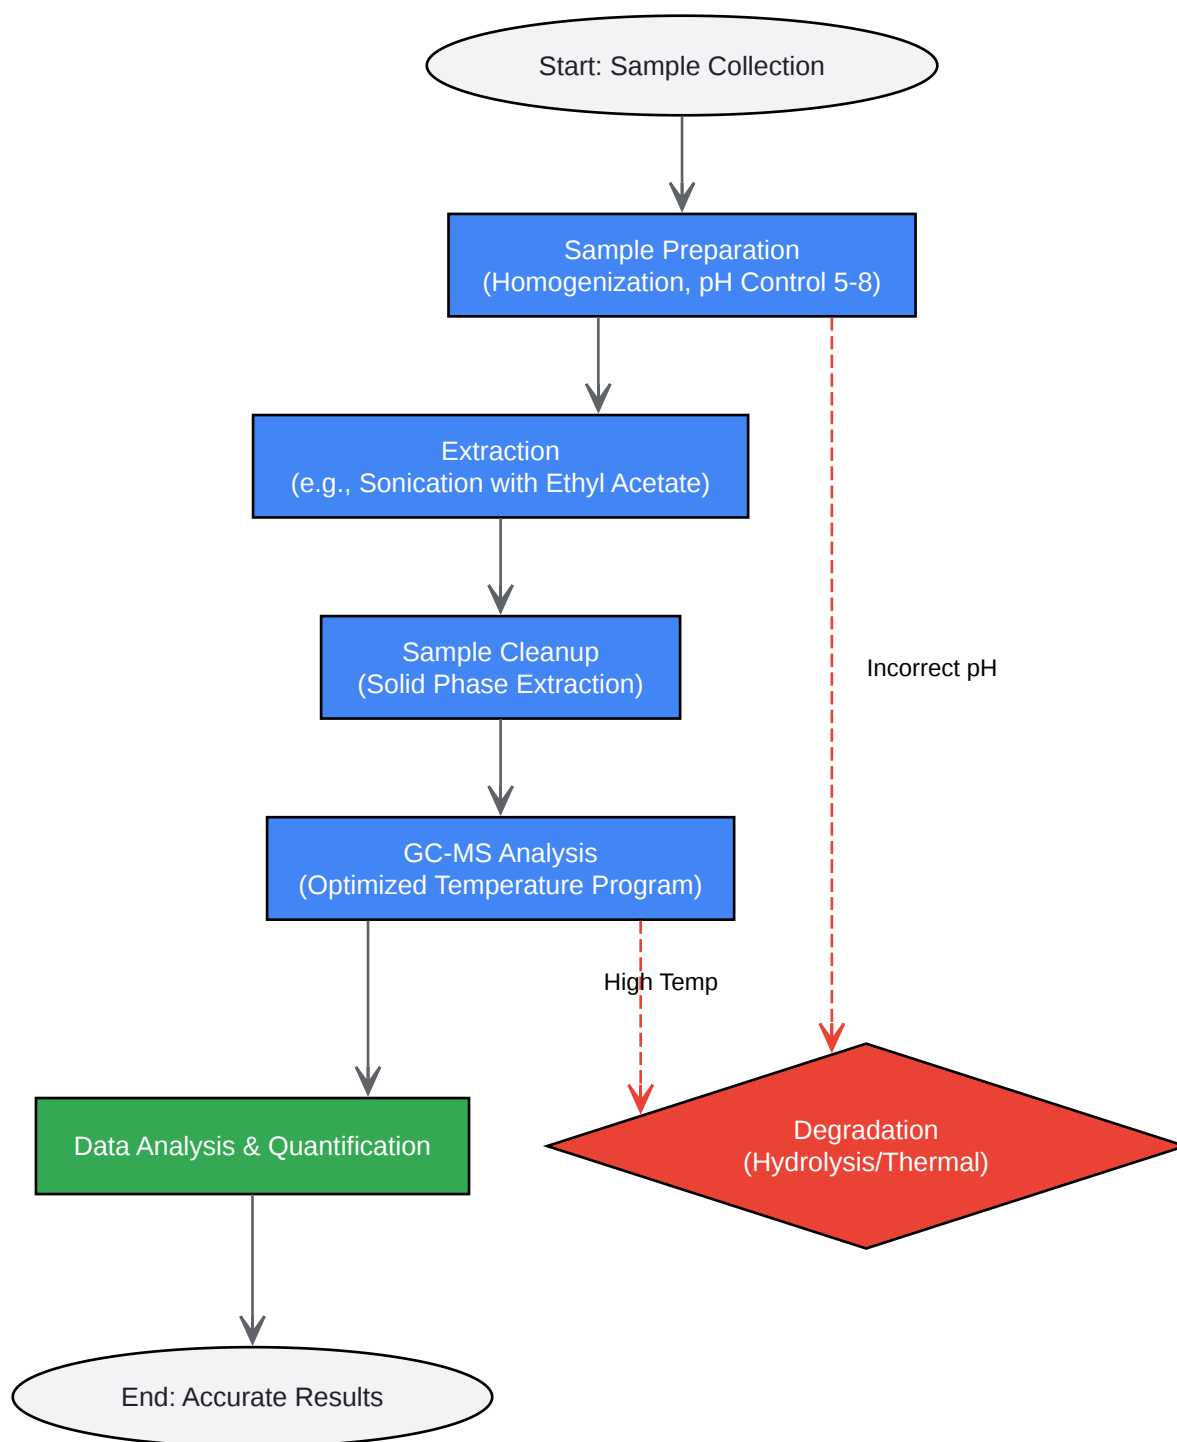 Start: Sample Collection
Sample Preparation
(Homogenization, pH Control 5-8)
Extraction
(e.g., Sonication with Ethyl Acetate)
Sample Cleanup
(Solid Phase Extraction)
Incorrect pH
GC-MS Analysis
(Optimized Temperature Program)
High Temp
Data Analysis & Quantification
Degradation
(Hydrolysis/Thermal)
End: Accurate Results